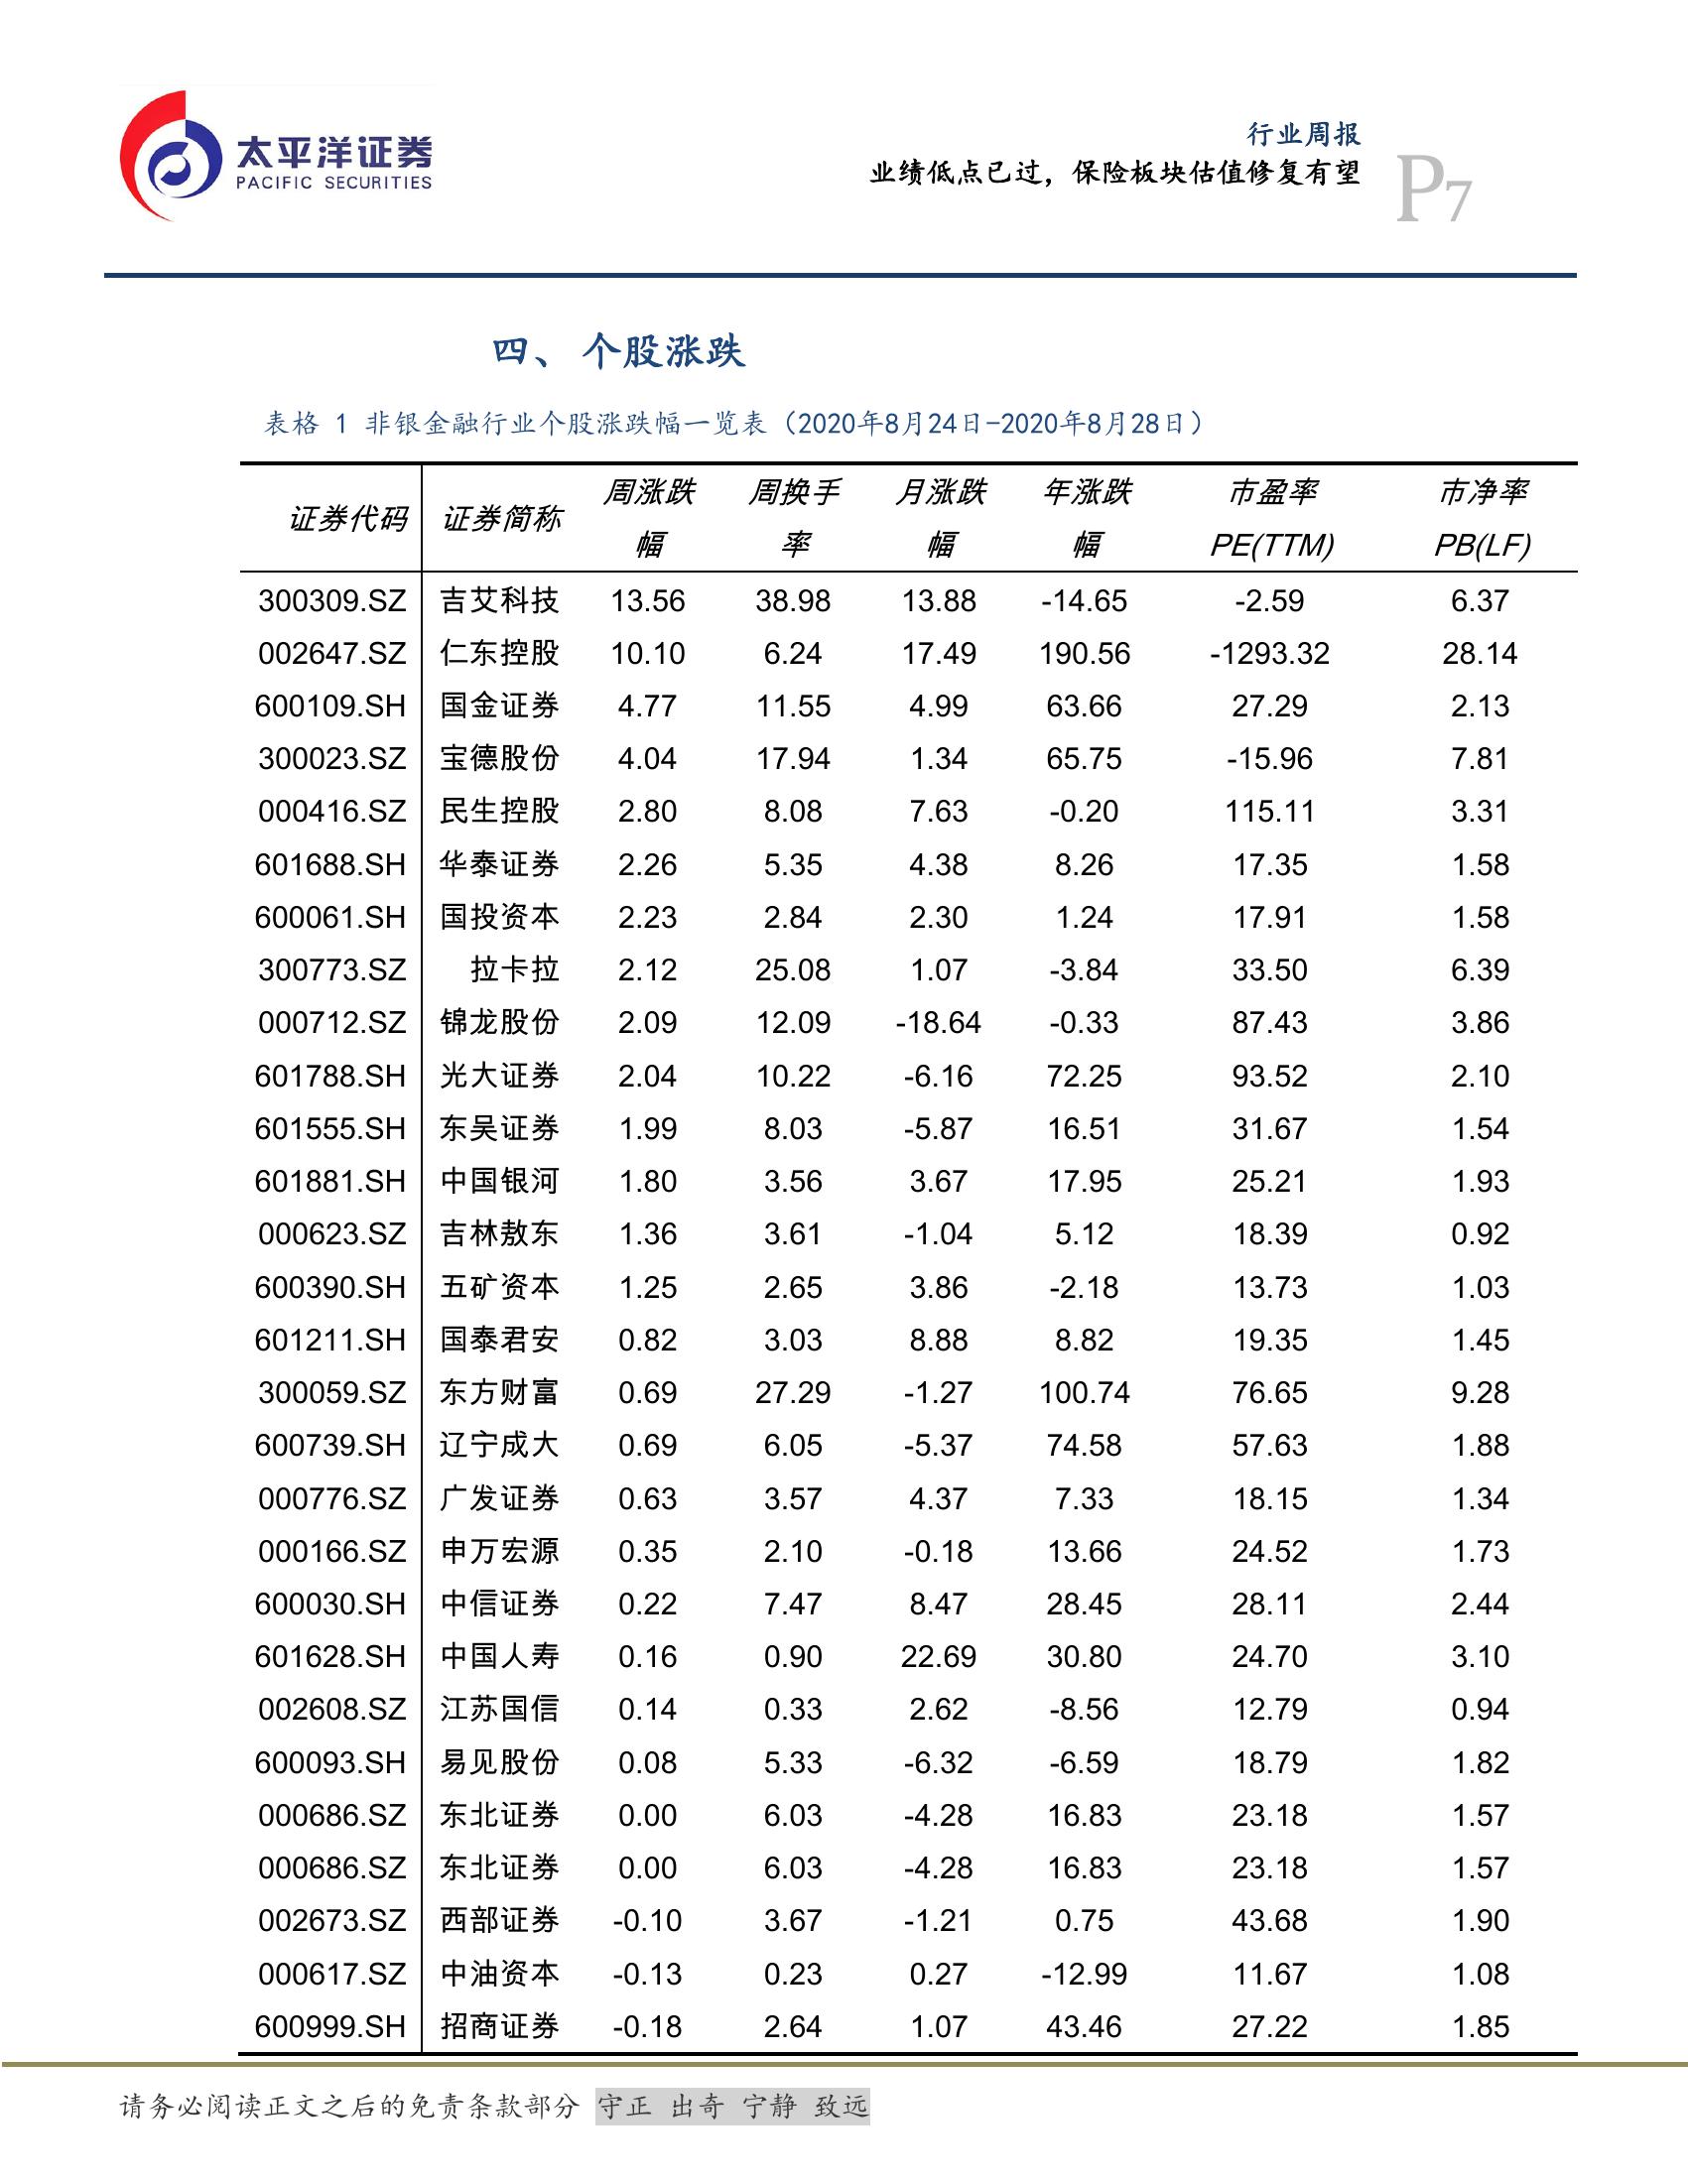 太平洋证券
PACIFIC SECURITIES
行业周报
业绩低点已过，保险板块估值修复有望
P7
四、 个股涨跌
表格 1 非银金融行业个股涨跌幅一览表（2020年8月24日-2020年8月28日）
证券代码 证券简称 周涨跌幅 周换手率 月涨跌幅 年涨跌幅 市盈率PE(TTM) 市净率PB(LF)
300309.SZ 吉艾科技 13.56 38.98 13.88 -14.65 -2.59 6.37
002647.SZ 仁东控股 10.10 6.24 17.49 190.56 -1293.32 28.14
600109.SH 国金证券 4.77 11.55 4.99 63.66 27.29 2.13
300023.SZ 宝德股份 4.04 17.94 1.34 65.75 -15.96 7.81
000416.SZ 民生控股 2.80 8.08 7.63 -0.20 115.11 3.31
601688.SH 华泰证券 2.26 5.35 4.38 8.26 17.35 1.58
600061.SH 国投资本 2.23 2.84 2.30 1.24 17.91 1.58
300773.SZ 拉卡拉 2.12 25.08 1.07 -3.84 33.50 6.39
000712.SZ 锦龙股份 2.09 12.09 -18.64 -0.33 87.43 3.86
601788.SH 光大证券 2.04 10.22 -6.16 72.25 93.52 2.10
601555.SH 东吴证券 1.99 8.03 -5.87 16.51 31.67 1.54
601881.SH 中国银河 1.80 3.56 3.67 17.95 25.21 1.93
000623.SZ 吉林敖东 1.36 3.61 -1.04 5.12 18.39 0.92
600390.SH 五矿资本 1.25 2.65 3.86 -2.18 13.73 1.03
601211.SH 国泰君安 0.82 3.03 8.88 8.82 19.35 1.45
300059.SZ 东方财富 0.69 27.29 -1.27 100.74 76.65 9.28
600739.SH 辽宁成大 0.69 6.05 -5.37 74.58 57.63 1.88
000776.SZ 广发证券 0.63 3.57 4.37 7.33 18.15 1.34
000166.SZ 申万宏源 0.35 2.10 -0.18 13.66 24.52 1.73
600030.SH 中信证券 0.22 7.47 8.47 28.45 28.11 2.44
601628.SH 中国人寿 0.16 0.90 22.69 30.80 24.70 3.10
002608.SZ 江苏国信 0.14 0.33 2.62 -8.56 12.79 0.94
600093.SH 易见股份 0.08 5.33 -6.32 -6.59 18.79 1.82
000686.SZ 东北证券 0.00 6.03 -4.28 16.83 23.18 1.57
000686.SZ 东北证券 0.00 6.03 -4.28 16.83 23.18 1.57
002673.SZ 西部证券 -0.10 3.67 -1.21 0.75 43.68 1.90
000617.SZ 中油资本 -0.13 0.23 0.27 -12.99 11.67 1.08
600999.SH 招商证券 -0.18 2.64 1.07 43.46 27.22 1.85
请务必阅读正文之后的免责条款部分 守正 出奇 宁静 致远